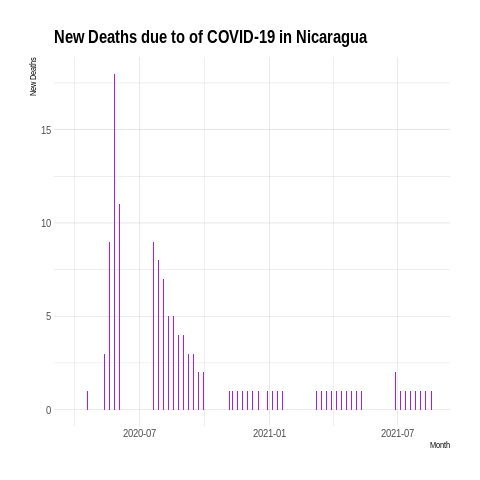 New Deaths due to of COVID-19 in Nicaragua
New Deaths
15
10
5
0
2020-07
2021-01
2021-07
Month